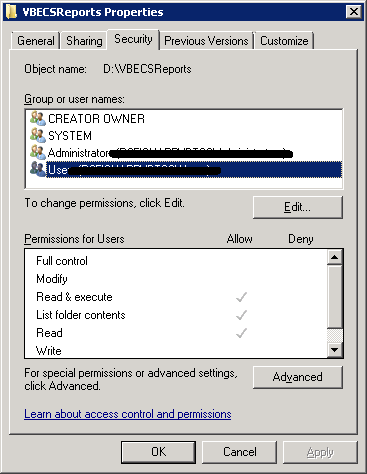 VBECSReports Properties
General Sharing Security Previous Versions Customize
Object name: D:\VBECSReports
Group or user names:
CREATOR OWNER
SYSTEM
Administrator
Use
To change permissions, click Edit.
Edit...
Permissions for Users Allow Deny
Full control
Modify
Read & execute
List folder contents
Read
Write
For special permissions or advanced settings,
click Advanced.
Advanced
Learn about access control and permissions
OK Cancel Apply